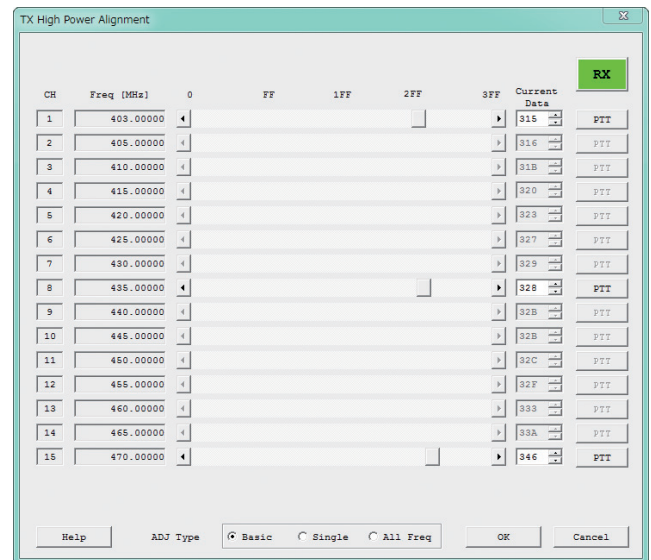 TX High Power Alignment
RX
CH Freq [MHz] 0 FF 1FF 2FF 3FF Current Data
1 403.00000 315 PTT
2 405.00000 316 PTT
3 410.00000 31B PTT
4 415.00000 320 PTT
5 420.00000 323 PTT
6 425.00000 327 PTT
7 430.00000 329 PTT
8 435.00000 328 PTT
9 440.00000 32B PTT
10 445.00000 32B PTT
11 450.00000 32C PTT
12 455.00000 32F PTT
13 460.00000 333 PTT
14 465.00000 33A PTT
15 470.00000 346 PTT
Help ADJ Type Basic Single All Freq OK Cancel